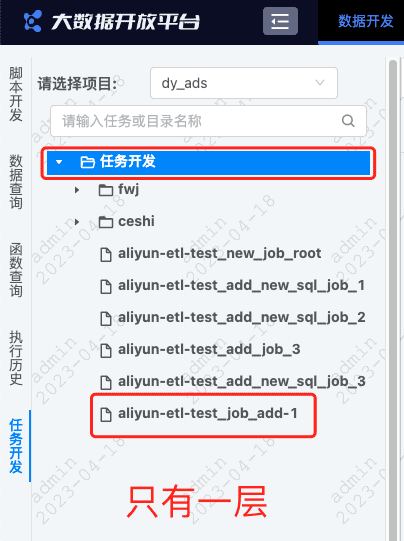 大数据开放平台
数据开发
脚本开发
数据查询
函数查询
执行历史
任务开发
请选择项目:
dy_ads
请输入任务或目录名称
任务开发
fwj
ceshi
aliyun-etl-test_new_job_root
aliyun-etl-test_add_new_sql_job_1
aliyun-etl-test_add_new_sql_job_2
aliyun-etl-test_add_job_3
aliyun-etl-test_add_new_sql_job_3
aliyun-etl-test_job_add-1
只有一层
admin
2023-04-18
admin
2023-04-18
admin
2023-04-18
admin
2023-04-18
admin
2023-04-18
admin
2023-04-18